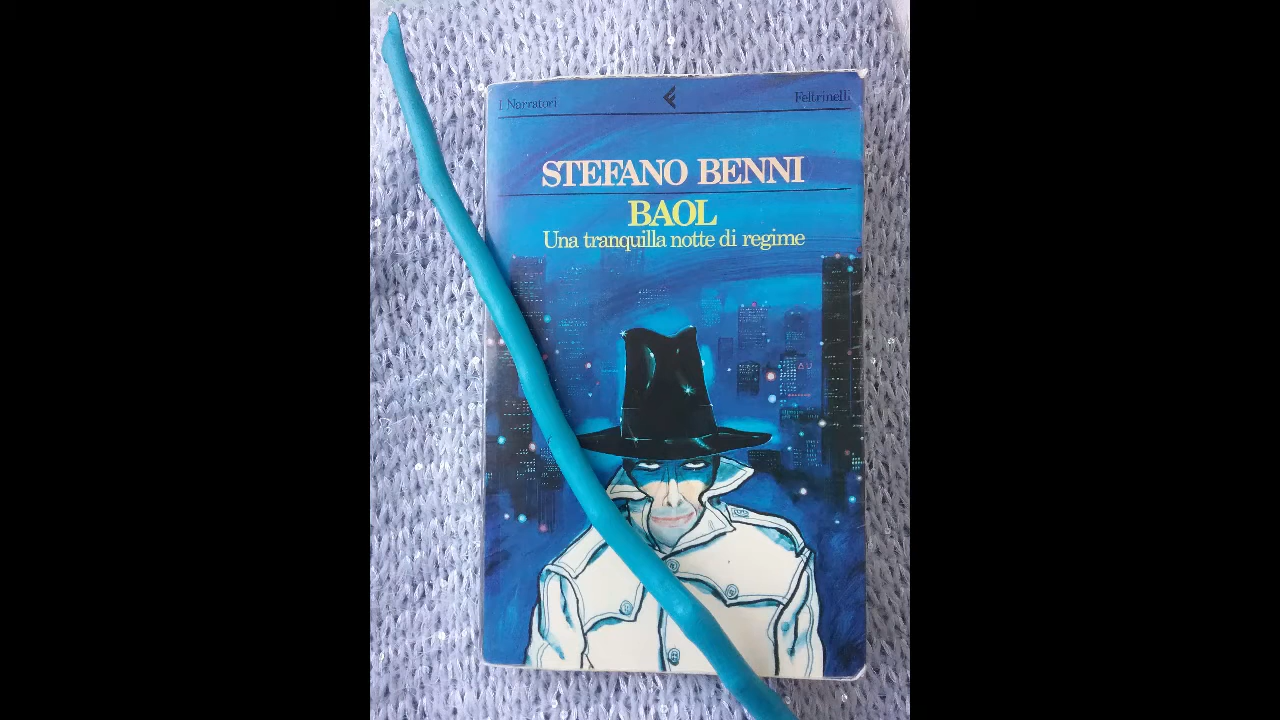 I Narratori Feltrinelli
STEFANO BENNI
BAOL
Una tranquilla notte di regime